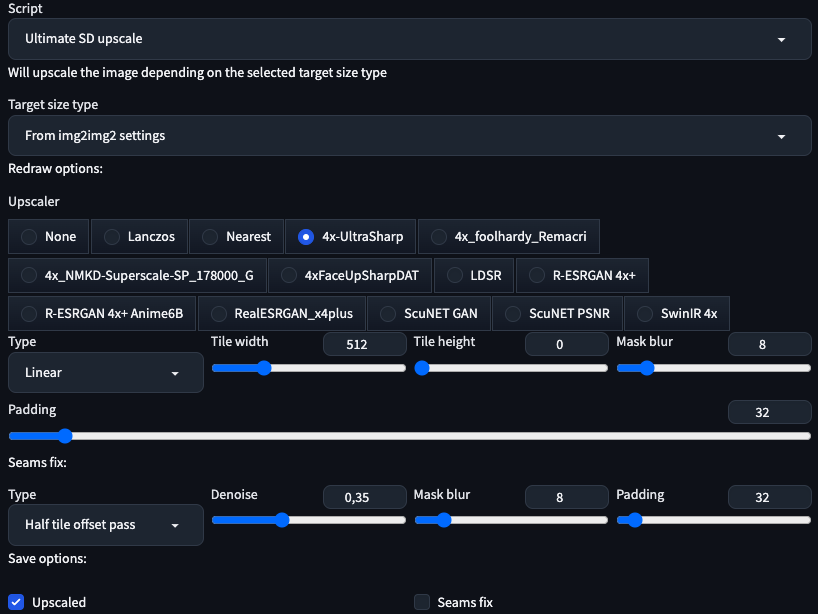 Script
Ultimate SD upscale
Will upscale the image depending on the selected target size type
Target size type
From img2img2 settings
Redraw options:
Upscaler
None Lanczos Nearest 4x-UltraSharp 4x_foolhardy_Remacri
4x_NMKD-Superscale-SP_178000_G 4xFaceUpSharpDAT LDSR R-ESRGAN 4x+
R-ESRGAN 4x+ Anime6B RealESRGAN_x4plus ScuNET GAN ScuNET PSNR SwinIR 4x
Type Tile width 512 Tile height 0 Mask blur 8
Linear
Padding 32
Seams fix:
Type Denoise 0,35 Mask blur 8 Padding 32
Half tile offset pass
Save options:
Upscaled Seams fix